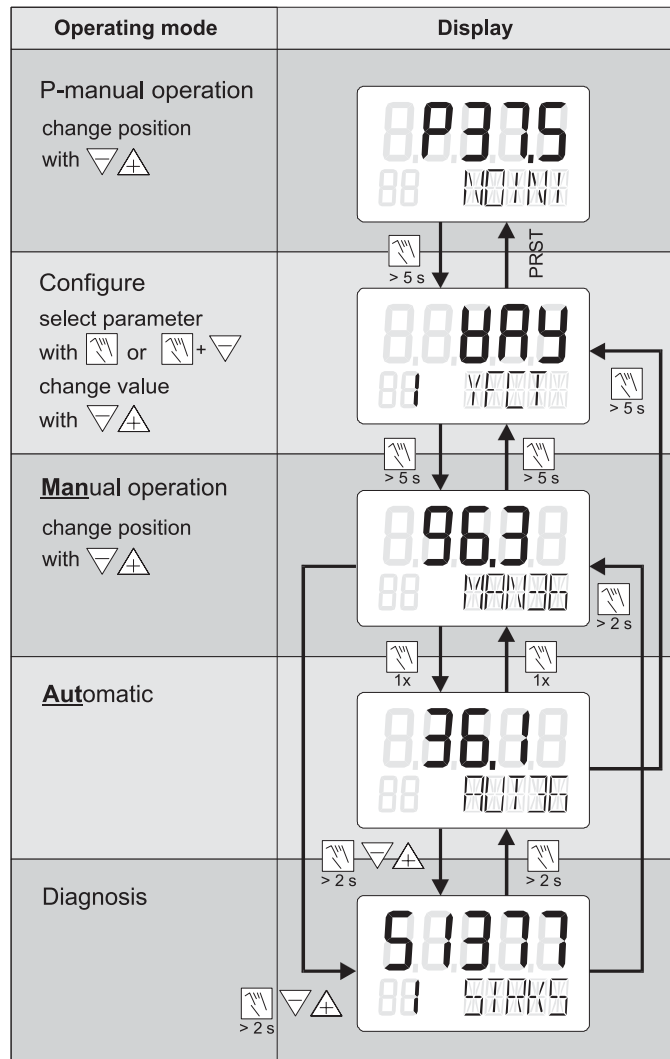 Operating mode
Display
P-manual operation
change position
with
P37.5
NOINI
> 5 s
PRST
Configure
select parameter
with or +
change value
with
WAY
1 YFCT
> 5 s
> 5 s
> 5 s
Manual operation
change position
with
96.3
MAN36
> 2 s
1x
1x
Automatic
36.1
AUT36
> 2 s
> 2 s
Diagnosis
51377
1 STRKS
> 2 s